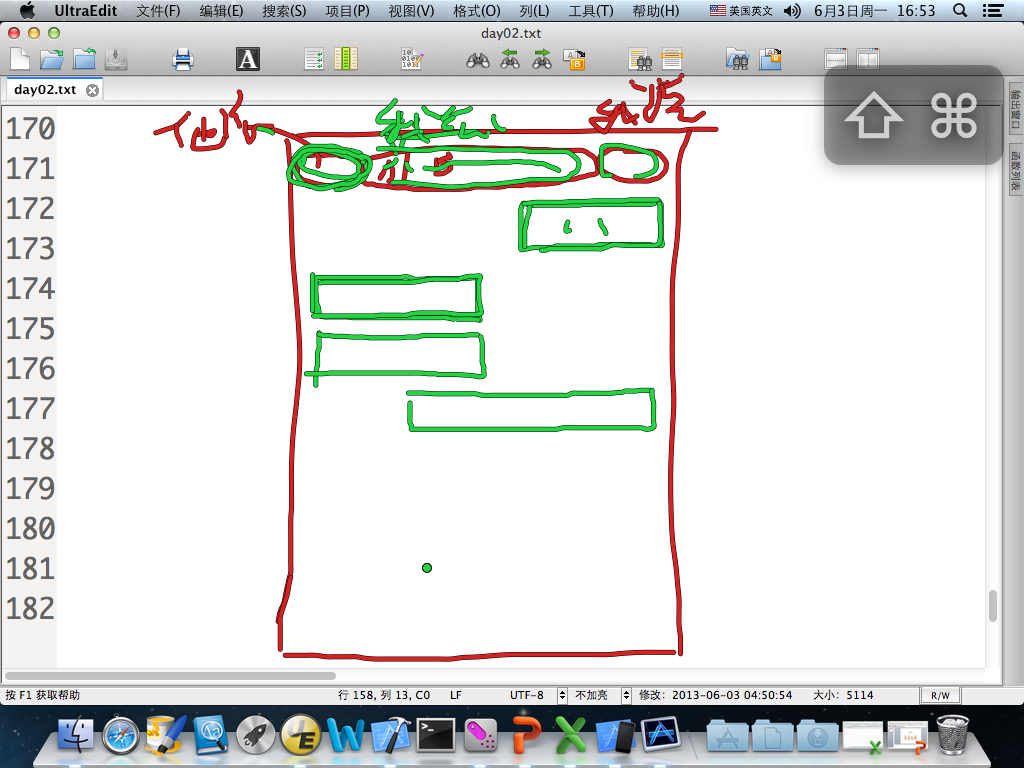 UltraEdit 文件(F) 编辑(E) 搜索(S) 项目(P) 视图(V) 格式(O) 列(L) 工具(T) 帮助(H) 美国英文 6月3日周一 16:53
day02.txt
A
day02.txt
⇧ ⌘
输出窗口
函数列表
170
171
172
173
174
175
176
177
178
179
180
181
182
按 F1 获取帮助 行 158, 列 13, C0 LF UTF-8 不加亮 修改: 2013-06-03 04:50:54 大小: 5114 R/W